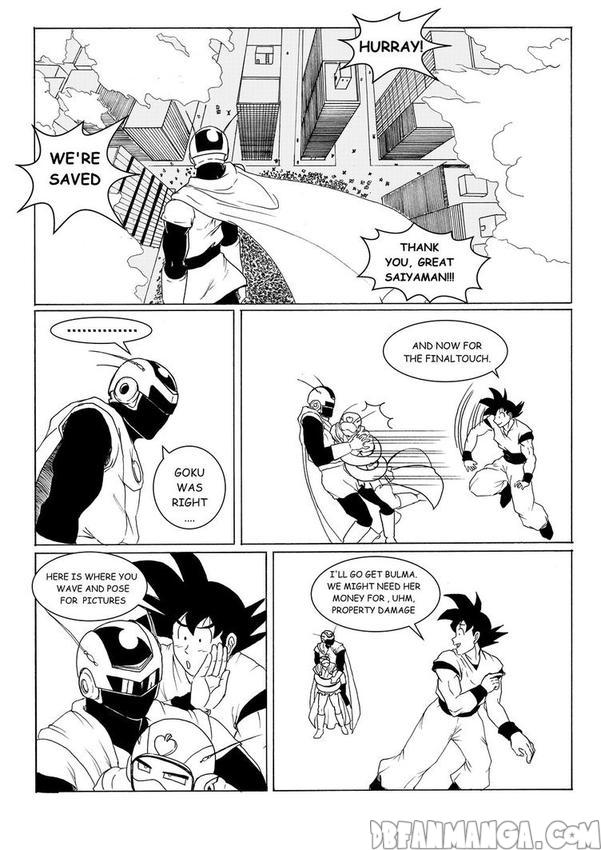 HURRAY!
WE'RE
SAVED
THANK
YOU, GREAT
SAIYAMAN!!!
..............
GOKU
WAS
RIGHT
....
AND NOW FOR
THE FINALTOUCH.
HERE IS WHERE YOU
WAVE AND POSE
FOR PICTURES
I'LL GO GET BULMA.
WE MIGHT NEED HER
MONEY FOR , UHM,
PROPERTY DAMAGE
DBFANMANGA.COM